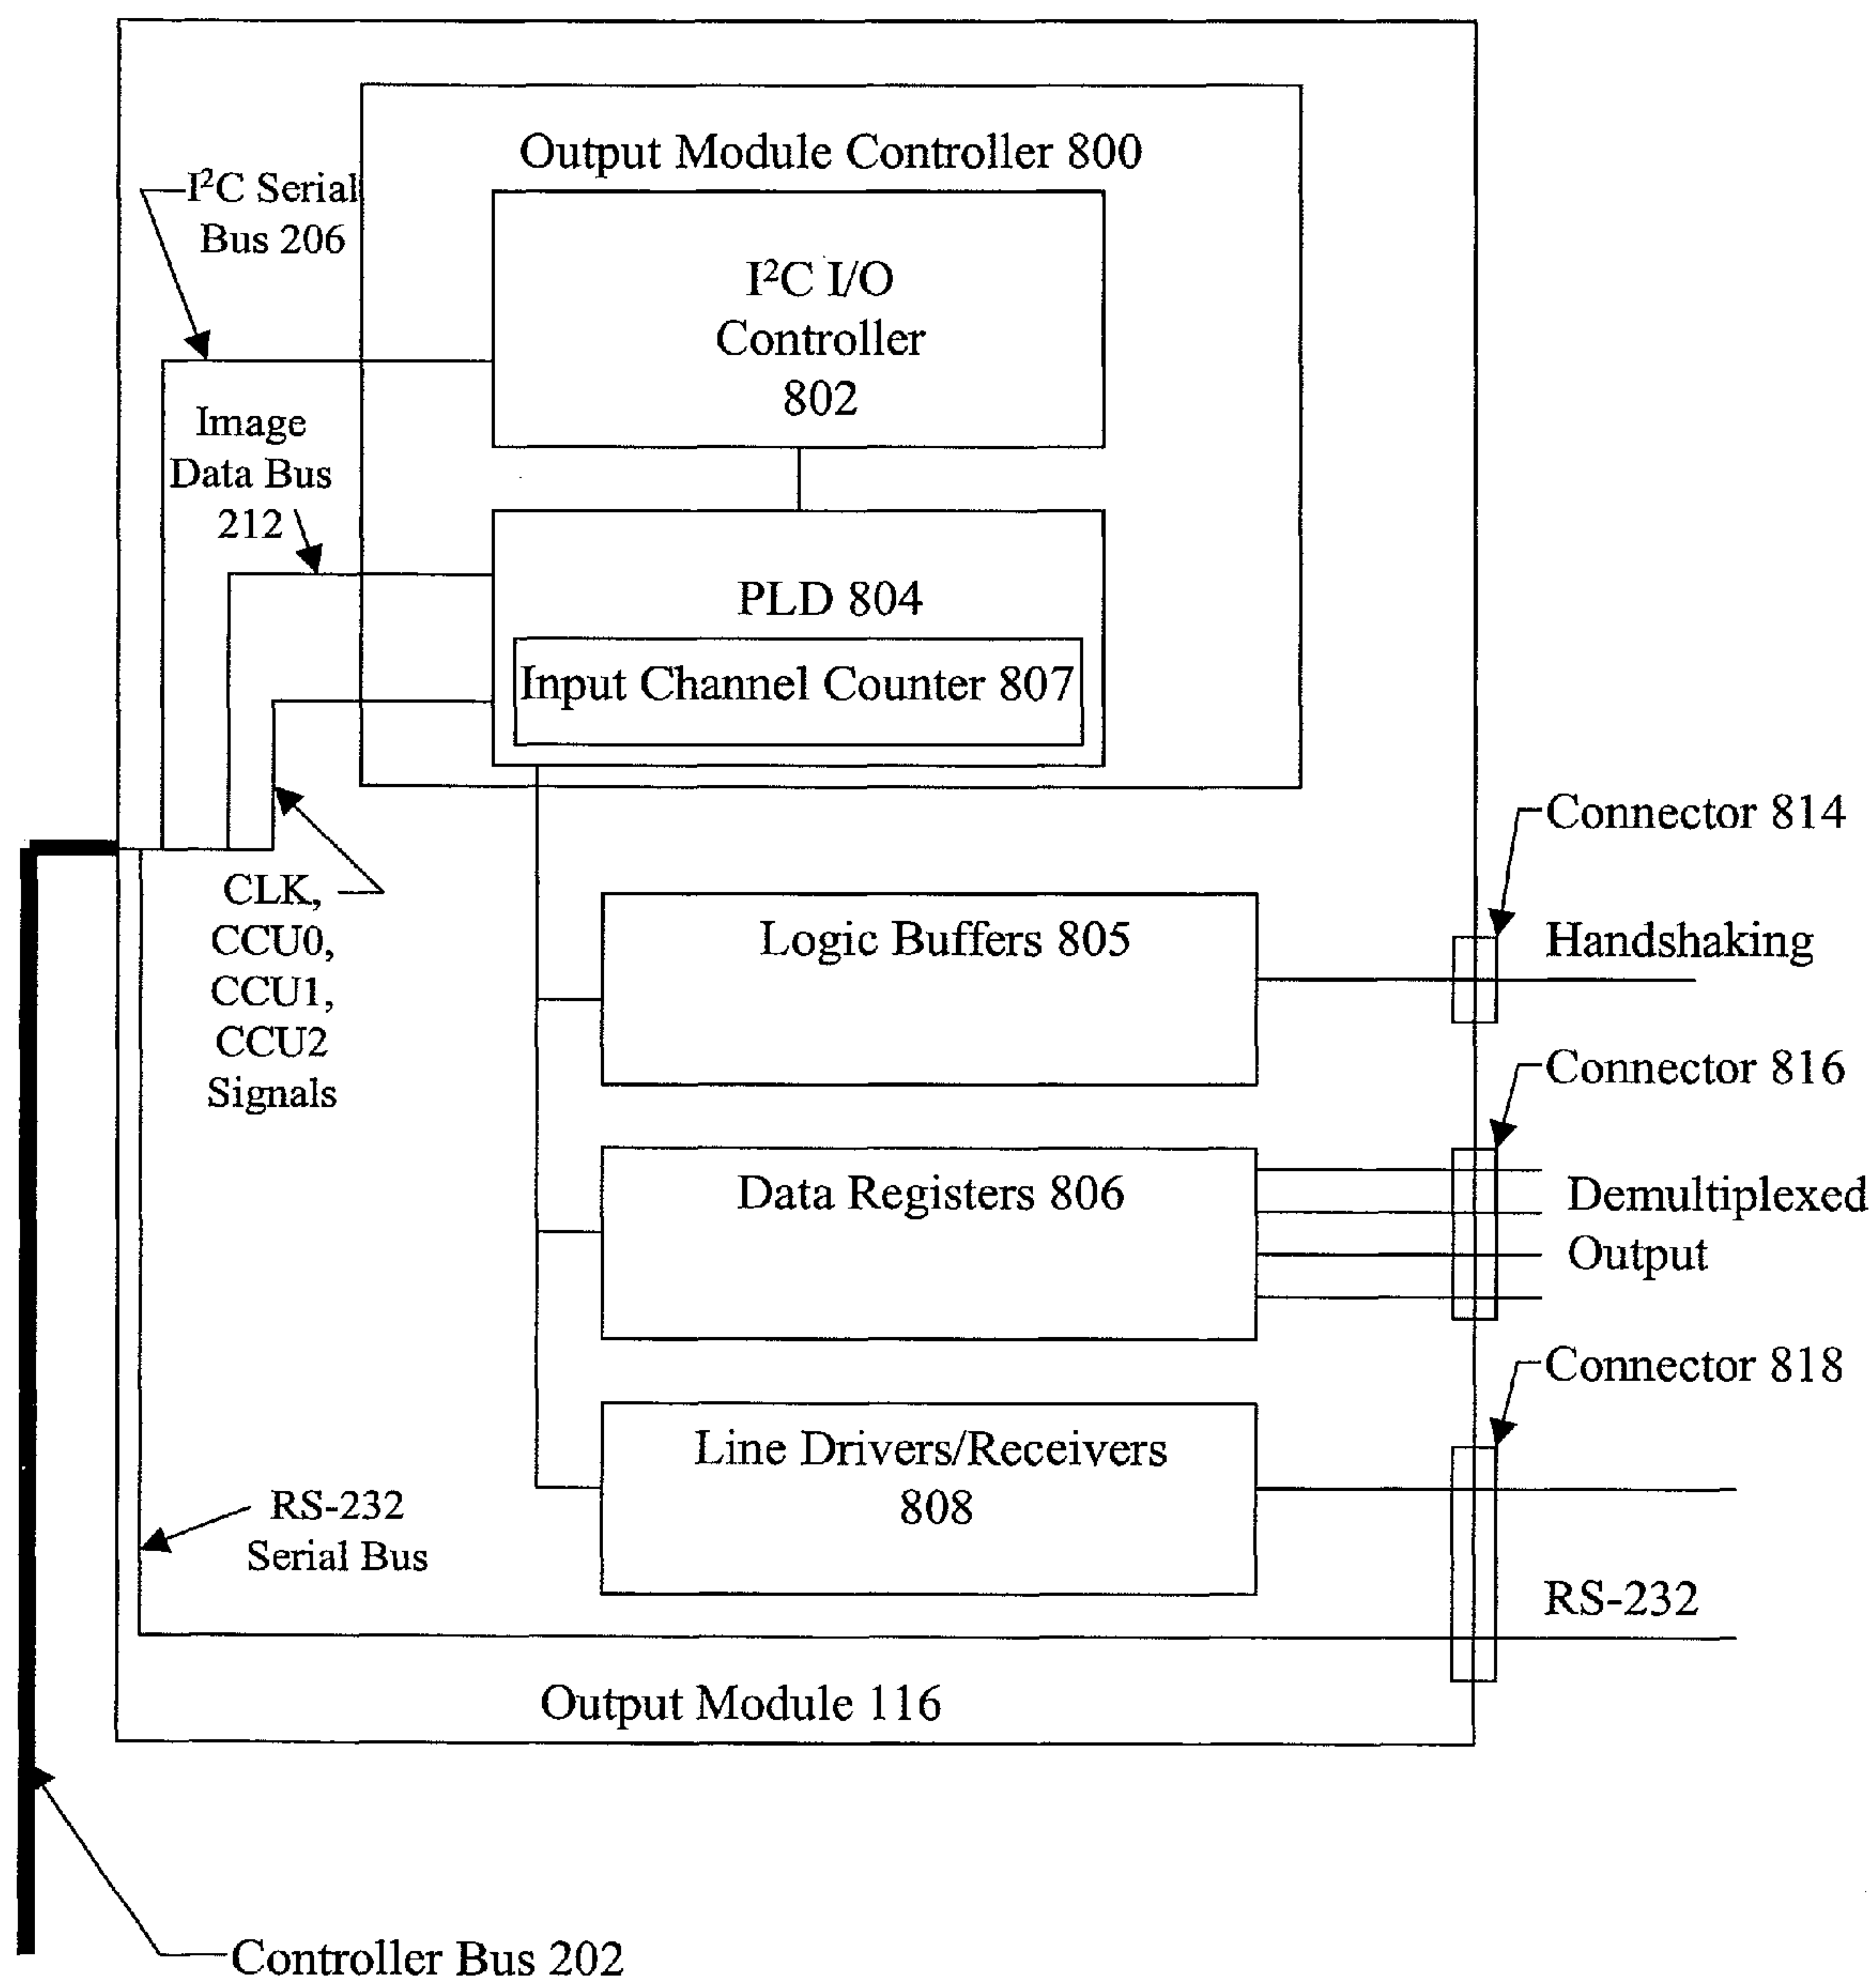 Output Module Controller 800
I²C Serial
Bus 206
I²C I/O
Controller
802
Image
Data Bus
212
PLD 804
Input Channel Counter 807
Connector 814
CLK,
CCU0,
CCU1,
CCU2
Signals
Logic Buffers 805
Handshaking
Connector 816
Data Registers 806
Demultiplexed
Output
Connector 818
Line Drivers/Receivers
808
RS-232
Serial Bus
RS-232
Output Module 116
Controller Bus 202